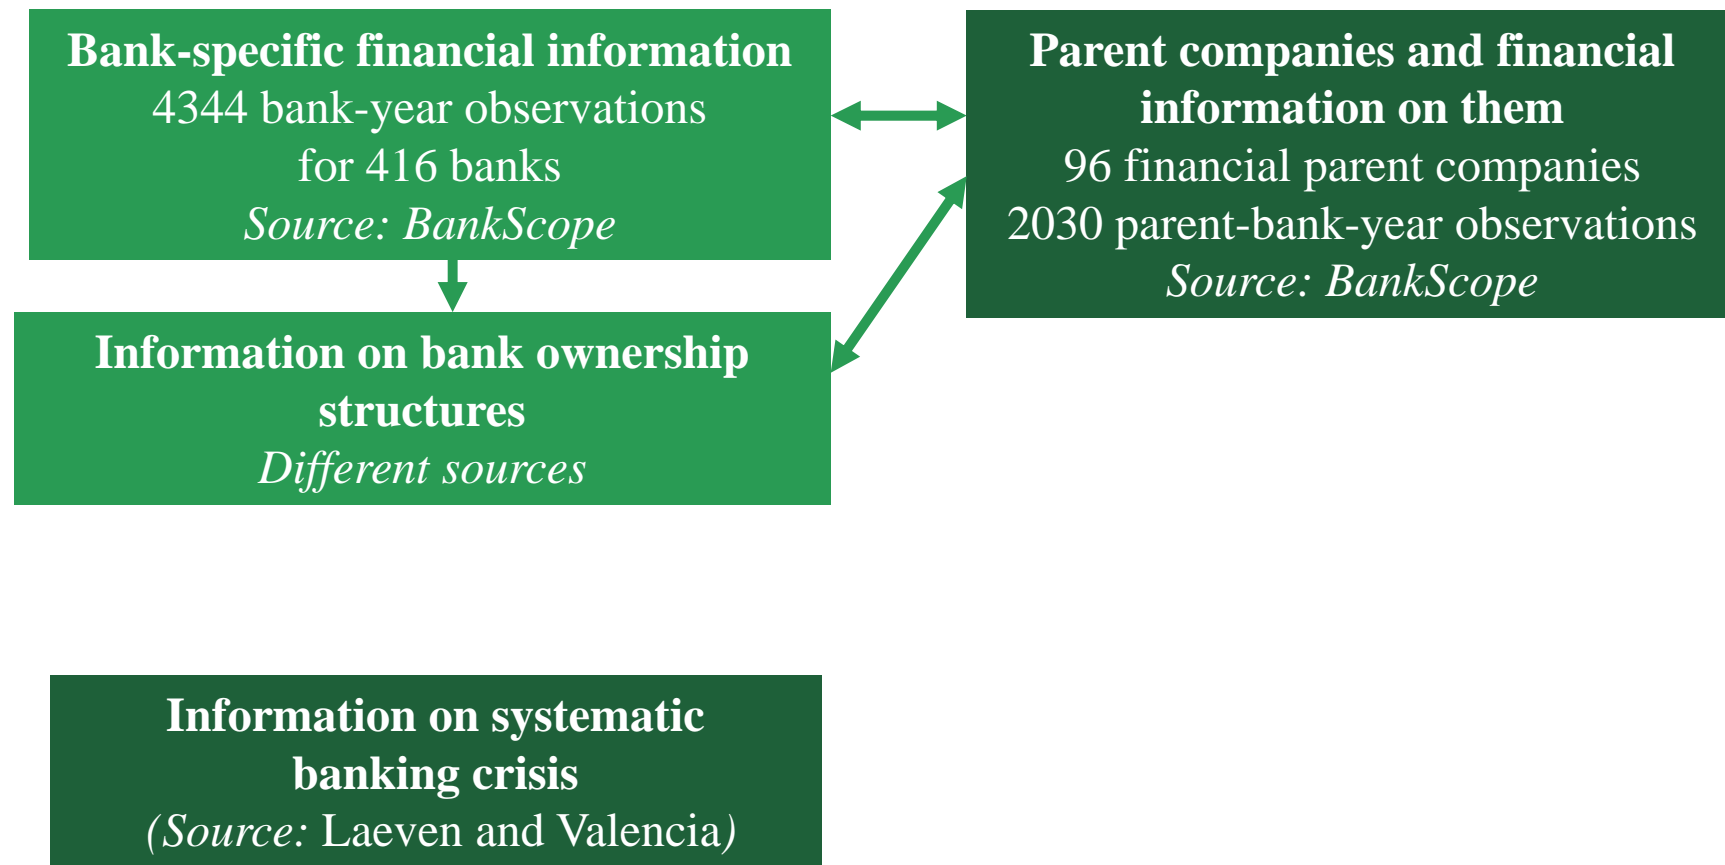 Bank-specific financial information
4344 bank-year observations
for 416 banks
Source: BankScope
Parent companies and financial
information on them
96 financial parent companies
2030 parent-bank-year observations
Source: BankScope
Information on bank ownership
structures
Different sources
Information on systematic
banking crisis
(Source: Laeven and Valencia)